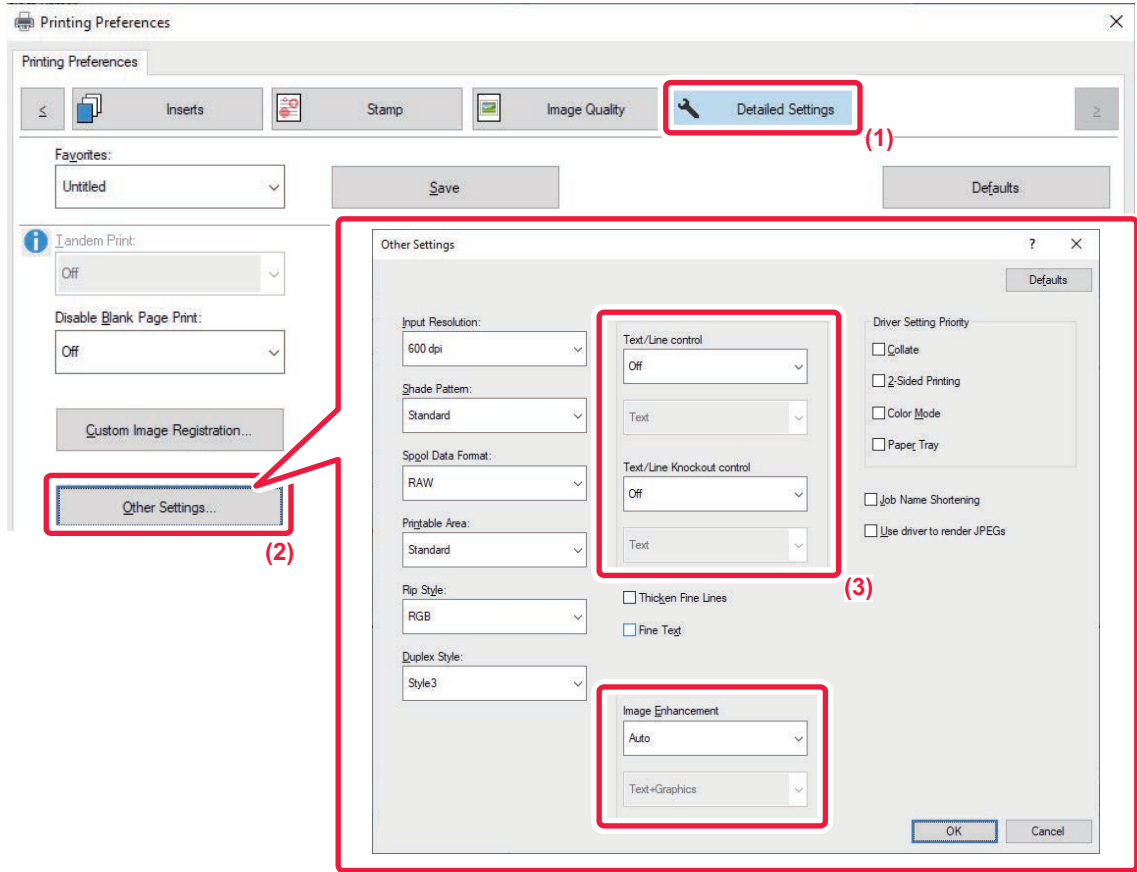 Printing Preferences
Printing Preferences
<
Inserts
Stamp
Image Quality
Detailed Settings
>
(1)
Favorites:
Untitled
Save
Defaults
Tandem Print:
Off
Disable Blank Page Print:
Off
Custom Image Registration...
Other Settings...
(2)
Other Settings
?
Defaults
Input Resolution:
600 dpi
Shade Pattern:
Standard
Spool Data Format:
RAW
Printable Area:
Standard
Rip Style:
RGB
Duplex Style:
Style3
Text/Line control
Off
Text
Text/Line Knockout control
Off
Text
(3)
Thicken Fine Lines
Fine Text
Image Enhancement
Auto
Text+Graphics
Driver Setting Priority
Collate
2-Sided Printing
Color Mode
Paper Tray
Job Name Shortening
Use driver to render JPEGs
OK
Cancel